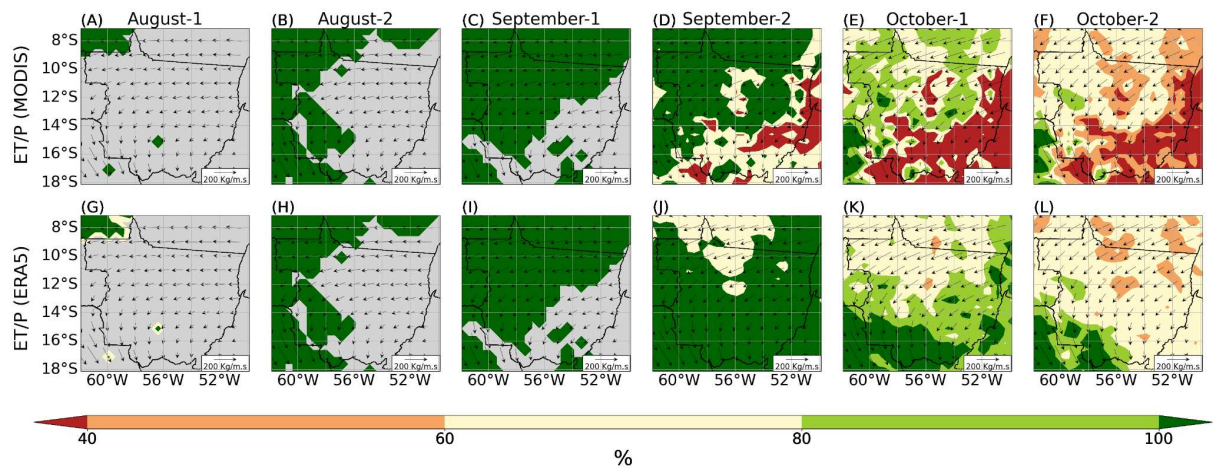 (A) August-1
(B) August-2
(C) September-1
(D) September-2
(E) October-1
(F) October-2
ET/P (MODIS)
8°S
10°S
12°S
14°S
16°S
18°S
200 Kg/m.s
200 Kg/m.s
200 Kg/m.s
200 Kg/m.s
200 Kg/m.s
200 Kg/m.s
(G)
(H)
(I)
(J)
(K)
(L)
ET/P (ERA5)
8°S
10°S
12°S
14°S
16°S
18°S
200 Kg/m.s
200 Kg/m.s
200 Kg/m.s
200 Kg/m.s
200 Kg/m.s
200 Kg/m.s
60°W 56°W 52°W
60°W 56°W 52°W
60°W 56°W 52°W
60°W 56°W 52°W
60°W 56°W 52°W
60°W 56°W 52°W
40 60 80 100
%